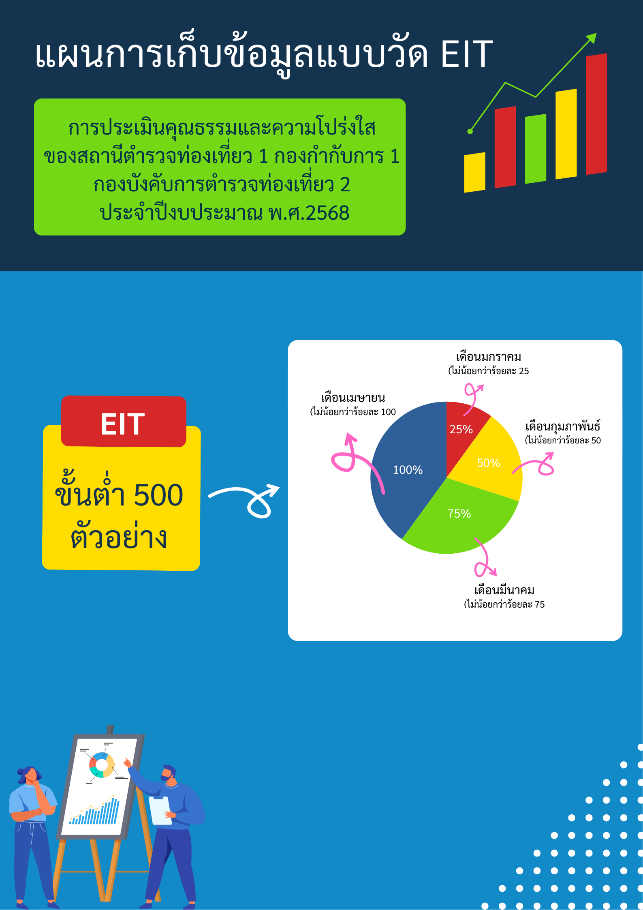 แผนการเก็บข้อมูลแบบวัด EIT
การประเมินคุณธรรมและความโปร่งใส
ของสถานีตำรวจท่องเที่ยว 1 กองกำกับการ 1
กองบังคับการตำรวจท่องเที่ยว 2
ประจำปีงบประมาณ พ.ศ.2568
EIT
ขั้นต่ำ 500
ตัวอย่าง
เดือนมกราคม
(ไม่น้อยกว่าร้อยละ 25
เดือนเมษายน
(ไม่น้อยกว่าร้อยละ 100
เดือนกุมภาพันธ์
(ไม่น้อยกว่าร้อยละ 50
25%
50%
100%
75%
เดือนมีนาคม
(ไม่น้อยกว่าร้อยละ 75